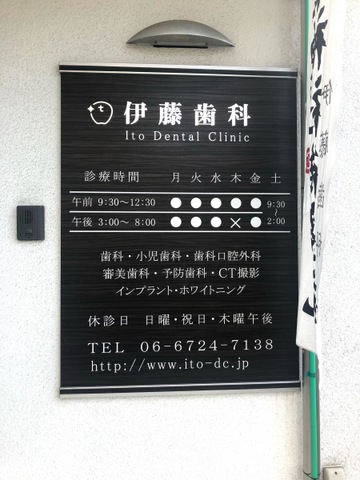 伊藤歯科
Ito Dental Clinic
診療時間 月 火 水 木 金 土
午前 9:30～12:30 ● ● ● ● ● 9:30
～
午後 3:00～ 8:00 ● ● ● × ● 2:00
歯科・小児歯科・歯科口腔外科
審美歯科・予防歯科・CT撮影
インプラント・ホワイトニング
休診日 日曜・祝日・木曜午後
TEL 06-6724-7138
http://www.ito-dc.jp